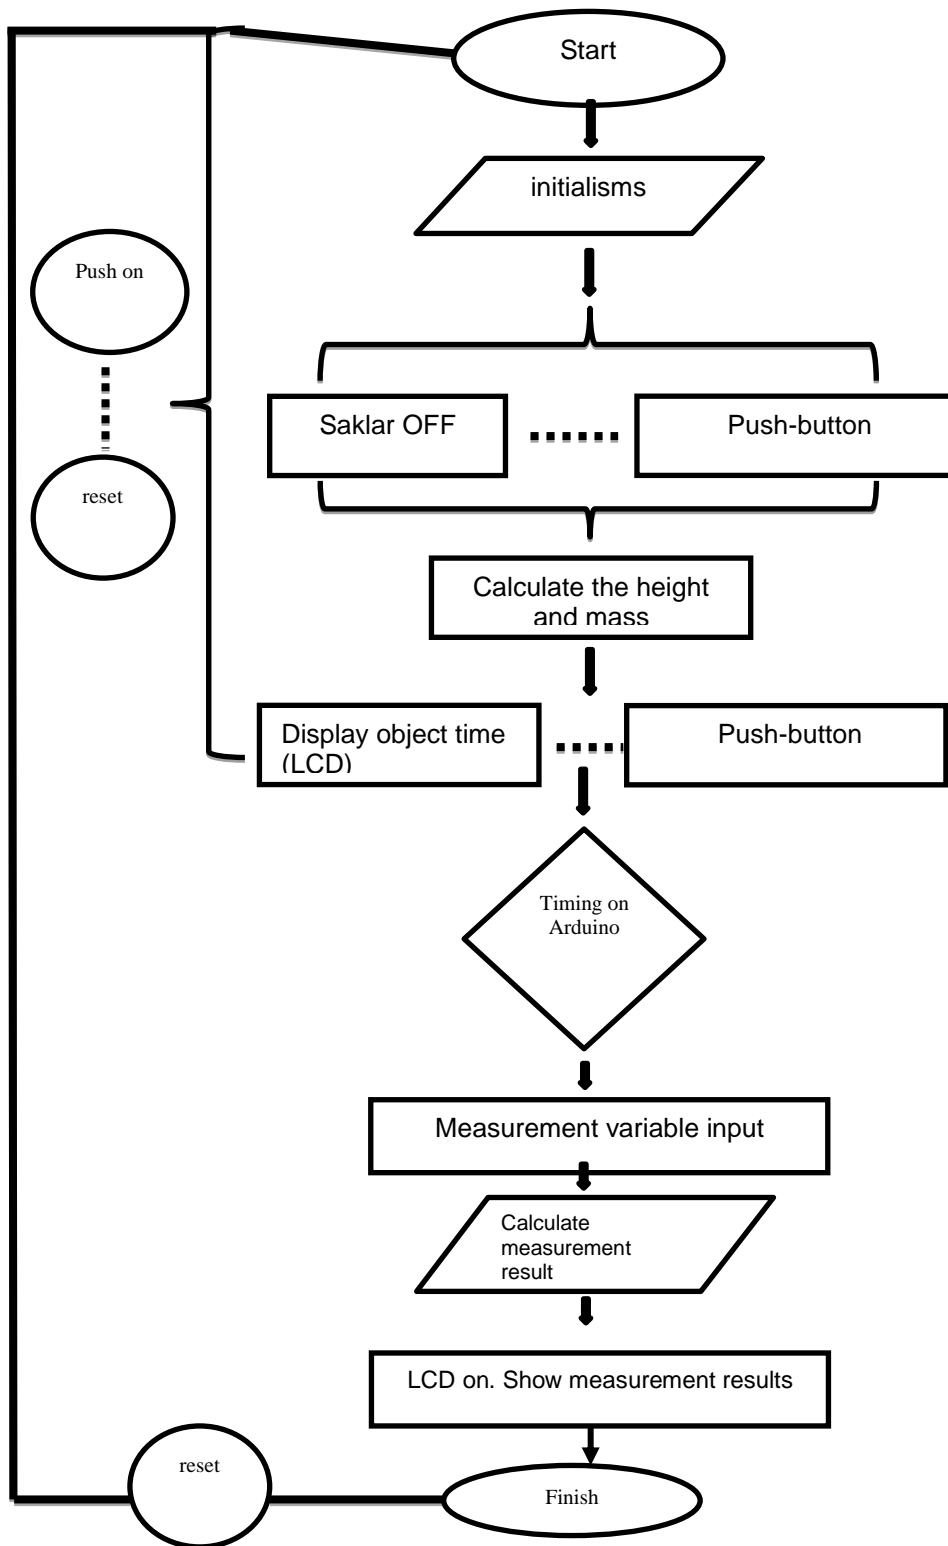 Start
initialisms
Push on
Saklar OFF
Push-button
reset
Calculate the height
and mass
Display object time
(LCD)
Push-button
Timing on
Arduino
Measurement variable input
Calculate
measurement
result
LCD on. Show measurement results
reset
Finish